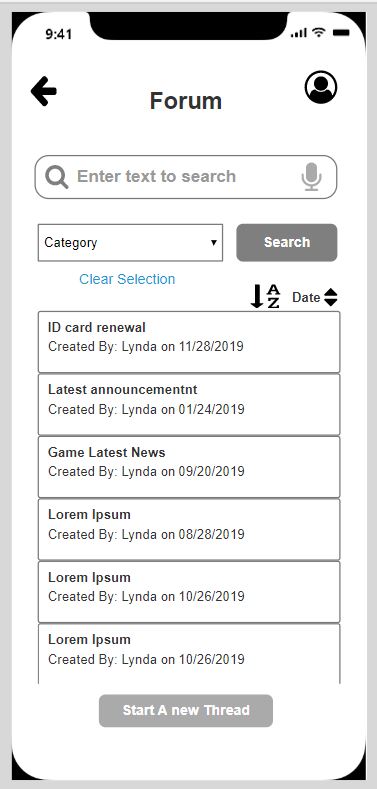 9:41
Forum
Enter text to search
Category
Search
Clear Selection
A
Z
Date
ID card renewal
Created By: Lynda on 11/28/2019
Latest announcementnt
Created By: Lynda on 01/24/2019
Game Latest News
Created By: Lynda on 09/20/2019
Lorem Ipsum
Created By: Lynda on 08/28/2019
Lorem Ipsum
Created By: Lynda on 10/26/2019
Lorem Ipsum
Created By: Lynda on 10/26/2019
Start A new Thread